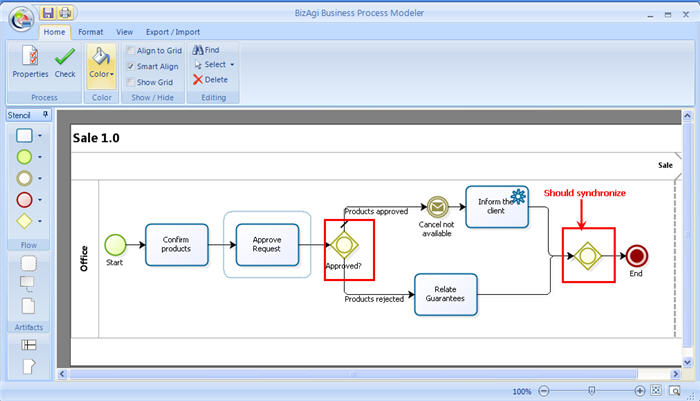 BizAgi Business Process Modeler
Home Format View Export / Import
Properties Check
Process
Color
Color
Align to Grid
Smart Align
Show Grid
Show / Hide
Find
Select
Delete
Editing
Stencil
Flow
Artifacts
Sale 1.0
Sale
Office
Start
Confirm
products
Approve
Request
Approved?
Products approved
Products rejected
Cancel not
available
Inform the
client
Relate
Guarantees
Should synchronize
End
100%